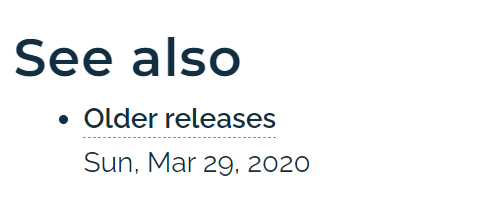 See also
Older releases
Sun, Mar 29, 2020